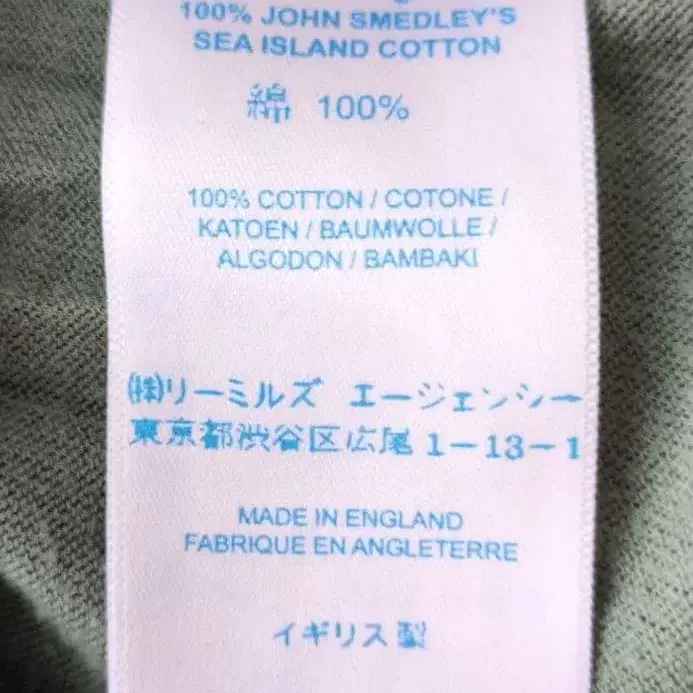 100% JOHN SMEDLEY'S
SEA ISLAND COTTON
綿 100%
100% COTTON / COTONE /
KATOEN / BAUMWOLLE /
ALGODON / BAMBAKI
㈱リーミルズ エージェンシー
東京都渋谷区広尾 1-13-1
MADE IN ENGLAND
FABRIQUE EN ANGLETERRE
イギリス製